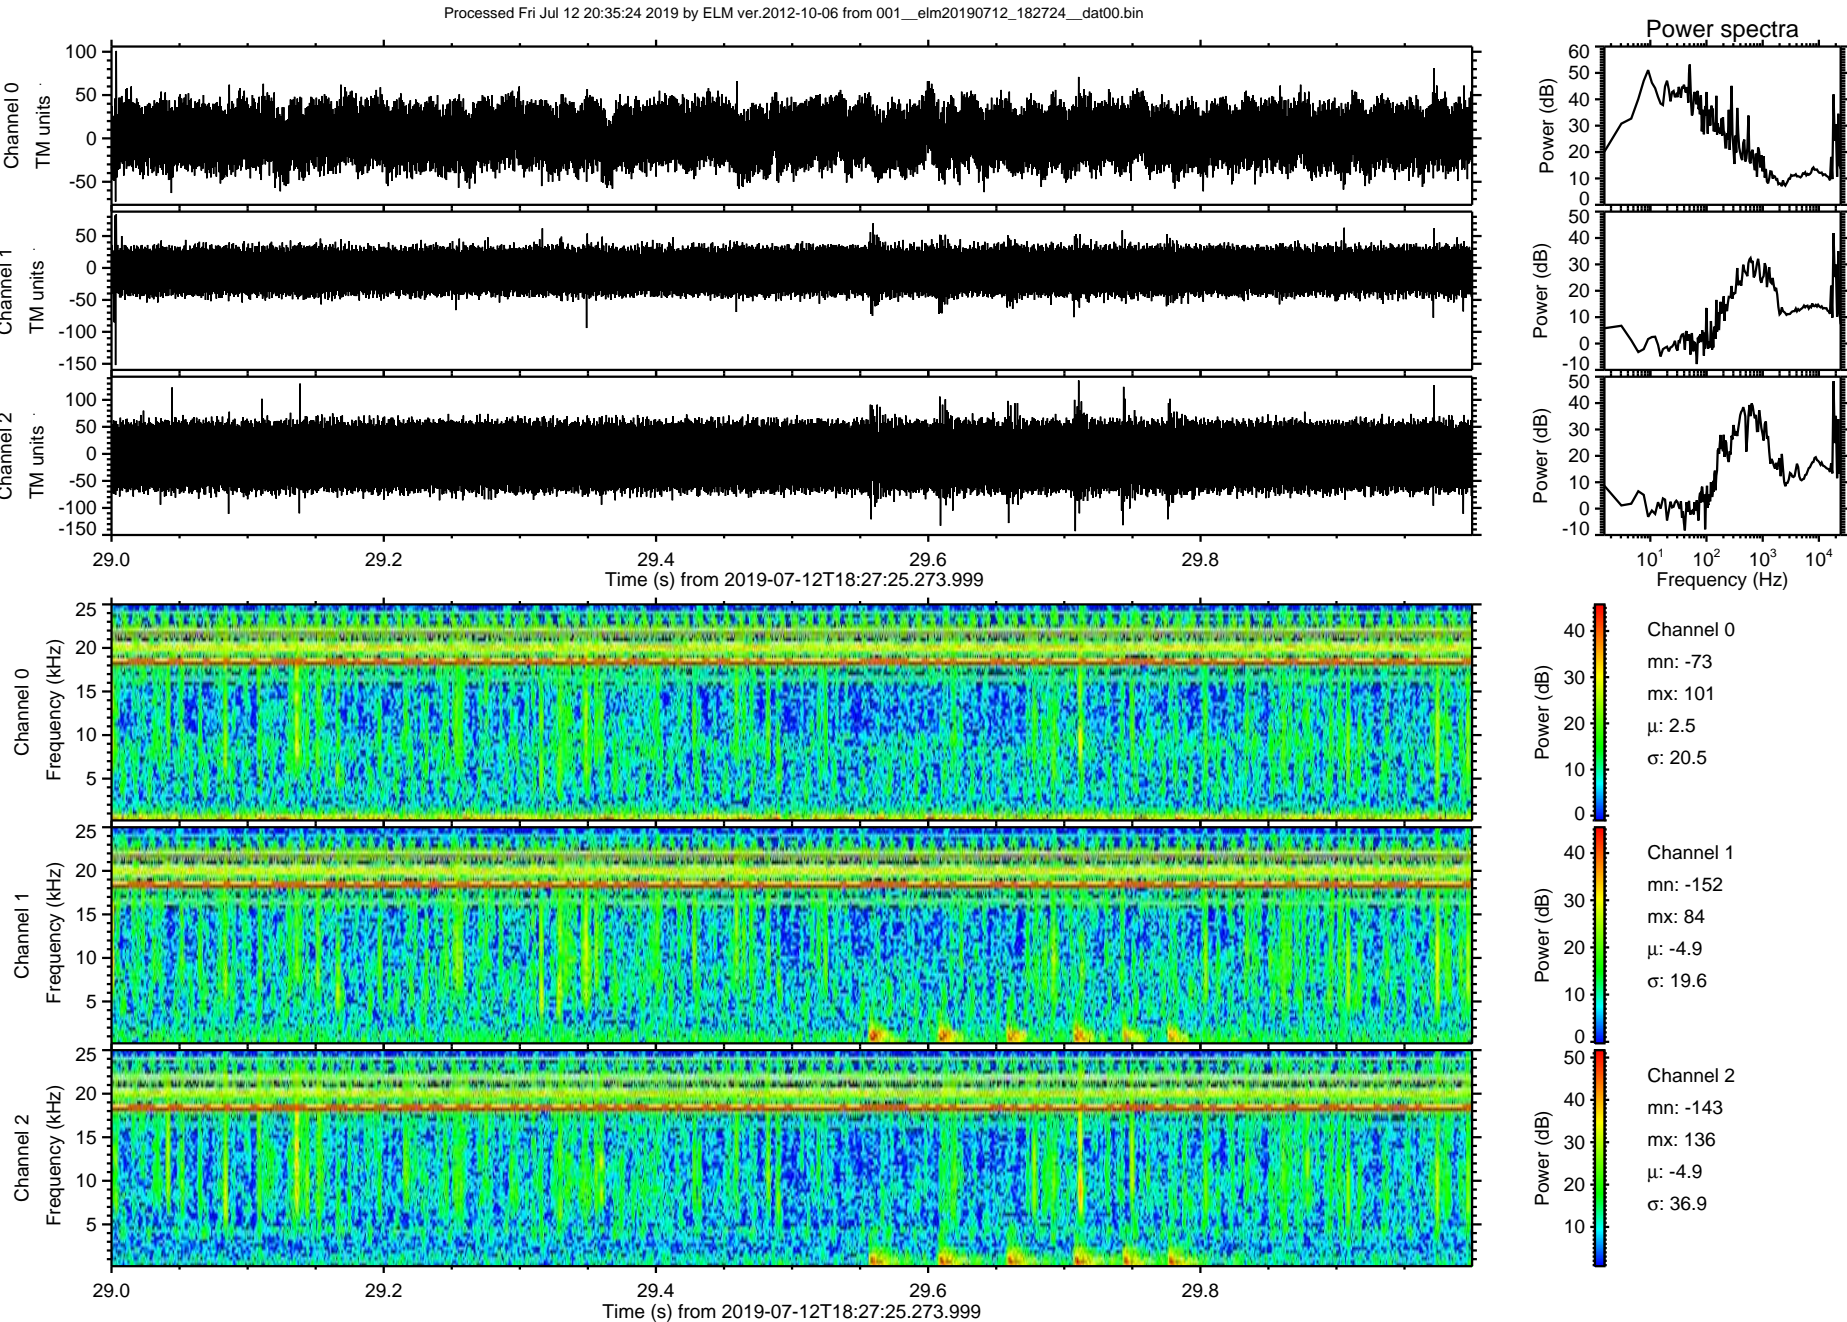 Processed Fri Jul 12 20:35:24 2019 by ELM ver.2012-10-06 from 001__elm20190712_182724__dat00.bin
Power spectra
Channel 0
TM units
100
50
0
-50
Power (dB)
60
50
40
30
20
10
0
Channel 1
TM units
50
0
-50
-100
-150
Power (dB)
50
40
30
20
10
0
-10
Channel 2
TM units
100
50
0
-50
-100
-150
Power (dB)
50
40
30
20
10
0
-10
29.0 29.2 29.4 29.6 29.8
Time (s) from 2019-07-12T18:27:25.273.999
10¹ 10² 10³ 10⁴
Frequency (Hz)
Channel 0
Frequency (kHz)
25
20
15
10
5
Power (dB)
40
30
20
10
0
Channel 0
mn: -73
mx: 101
μ: 2.5
σ: 20.5
Channel 1
Frequency (kHz)
25
20
15
10
5
Power (dB)
40
30
20
10
0
Channel 1
mn: -152
mx: 84
μ: -4.9
σ: 19.6
Channel 2
Frequency (kHz)
25
20
15
10
5
Power (dB)
50
40
30
20
10
Channel 2
mn: -143
mx: 136
μ: -4.9
σ: 36.9
29.0 29.2 29.4 29.6 29.8
Time (s) from 2019-07-12T18:27:25.273.999